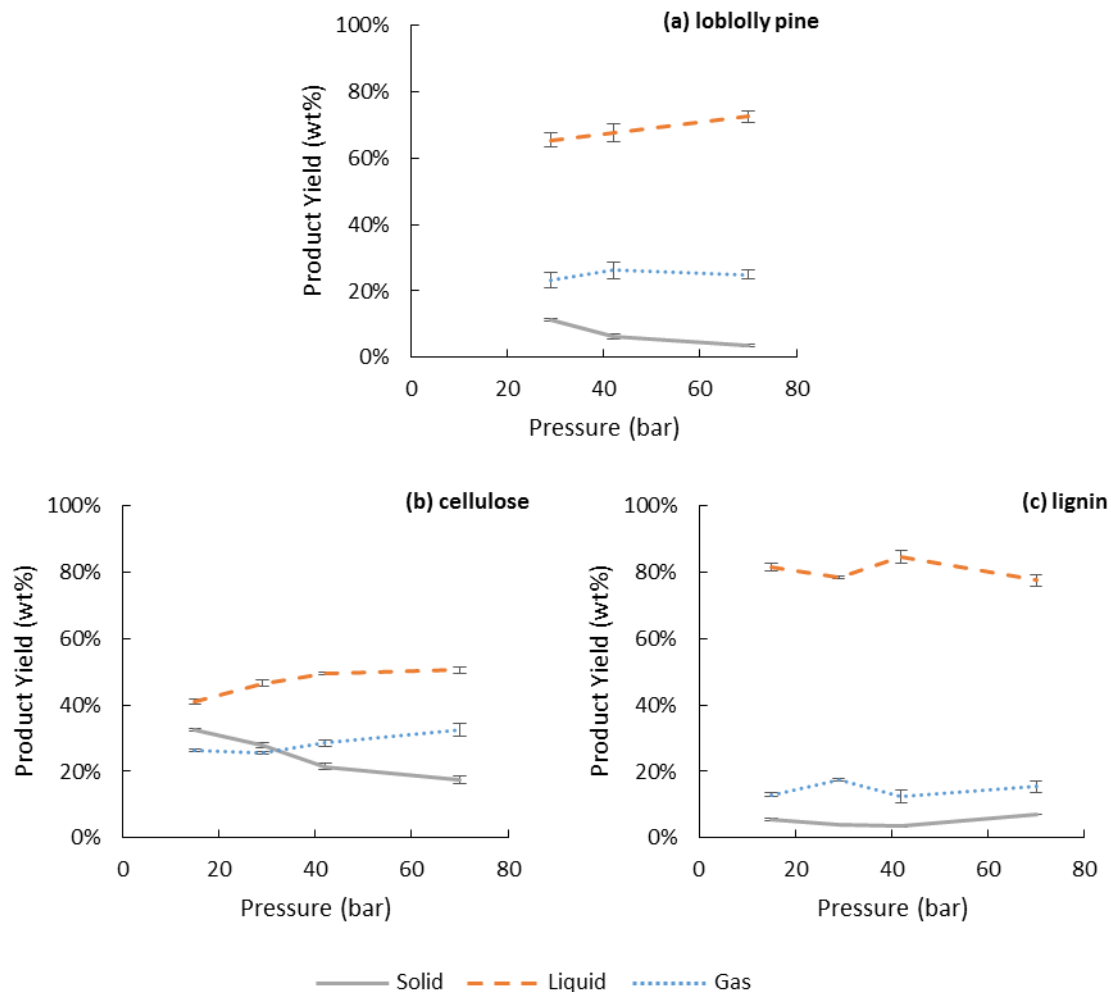 (a) loblolly pine
Product Yield (wt%)
100%
80%
60%
40%
20%
0%
0 20 40 60 80
Pressure (bar)
(b) cellulose
Product Yield (wt%)
100%
80%
60%
40%
20%
0%
0 20 40 60 80
Pressure (bar)
(c) lignin
Product Yield (wt%)
100%
80%
60%
40%
20%
0%
0 20 40 60 80
Pressure (bar)
Solid Liquid Gas